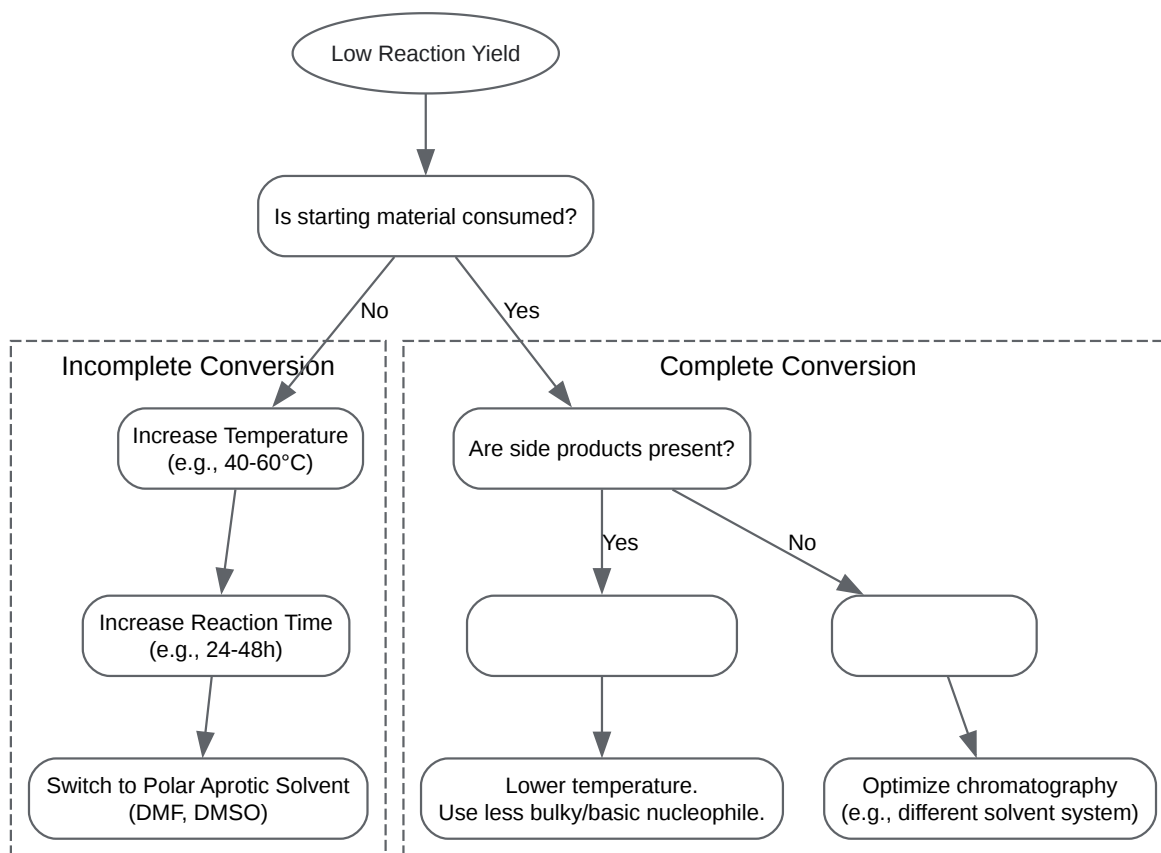 Low Reaction Yield
Is starting material consumed?
No
Yes
Incomplete Conversion
Complete Conversion
Increase Temperature
(e.g., 40-60°C)
Are side products present?
Yes
No
Increase Reaction Time
(e.g., 24-48h)
Switch to Polar Aprotic Solvent
(DMF, DMSO)
Lower temperature.
Use less bulky/basic nucleophile.
Optimize chromatography
(e.g., different solvent system)